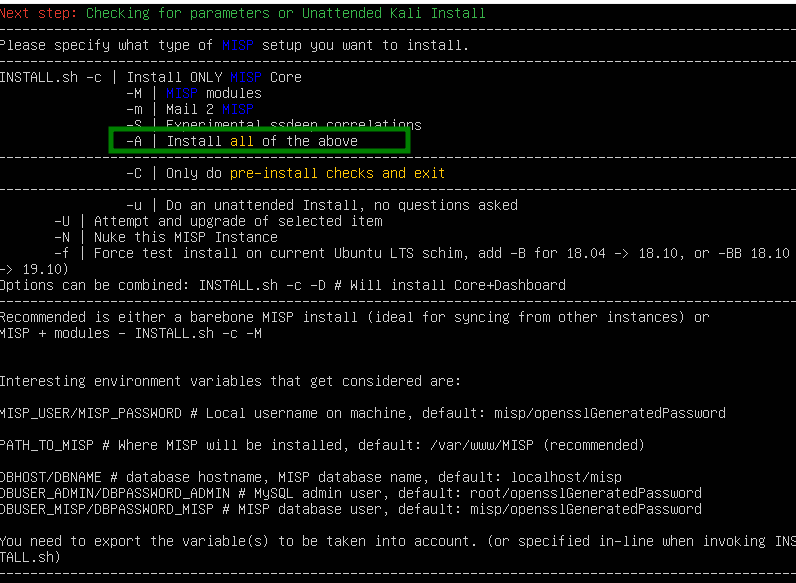 Next step: Checking for parameters or Unattended Kali Install
--------------------------------------------------------------------------------
Please specify what type of MISP setup you want to install.
--------------------------------------------------------------------------------
INSTALL.sh -c | Install ONLY MISP Core
-M | MISP modules
-m | Mail 2 MISP
-S | Experimental ssdeep correlations
-A | Install all of the above
--------------------------------------------------------------------------------
-C | Only do pre-install checks and exit
--------------------------------------------------------------------------------
-u | Do an unattended Install, no questions asked
-U | Attempt and upgrade of selected item
-N | Nuke this MISP Instance
-f | Force test install on current Ubuntu LTS schim, add -B for 18.04 -> 18.10, or -BB 18.10
-> 19.10)
Options can be combined: INSTALL.sh -c -D # Will install Core+Dashboard
--------------------------------------------------------------------------------
Recommended is either a barebone MISP install (ideal for syncing from other instances) or
MISP + modules - INSTALL.sh -c -M
Interesting environment variables that get considered are:
MISP_USER/MISP_PASSWORD # Local username on machine, default: misp/opensslGeneratedPassword
PATH_TO_MISP # Where MISP will be installed, default: /var/www/MISP (recommended)
DBHOST/DBNAME # database hostname, MISP database name, default: localhost/misp
DBUSER_ADMIN/DBPASSWORD_ADMIN # MySQL admin user, default: root/opensslGeneratedPassword
DBUSER_MISP/DBPASSWORD_MISP # MISP database user, default: misp/opensslGeneratedPassword
You need to export the variable(s) to be taken into account. (or specified in-line when invoking INS
TALL.sh)
--------------------------------------------------------------------------------